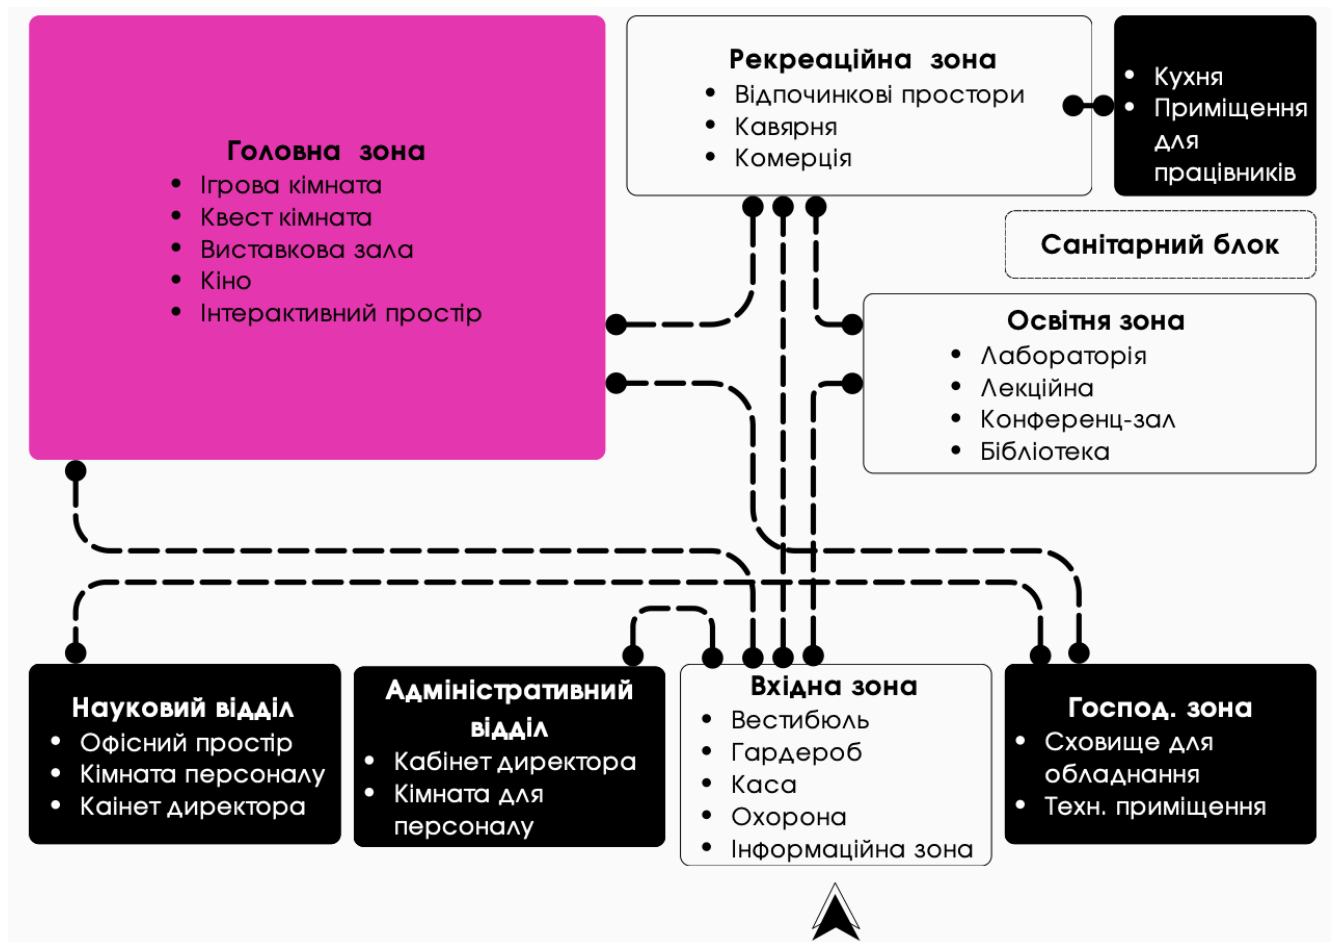 Головна зона
• Ігрова кімната
• Квест кімната
• Виставкова зала
• Кіно
• Інтерактивний простір
Рекреаційна зона
• Відпочинкові простори
• Кавярня
• Комерція
• Кухня
• Приміщення
для
працівників
Санітарний блок
Освітня зона
• Лабораторія
• Лекційна
• Конференц-зал
• Бібліотека
Науковий відділ
• Офісний простір
• Кімната персоналу
• Каінет директора
Адміністративний
відділ
• Кабінет директора
• Кімната для
персоналу
Вхідна зона
• Вестибюль
• Гардероб
• Каса
• Охорона
• Інформаційна зона
Господ. зона
• Сховище для
обладнання
• Техн. приміщення